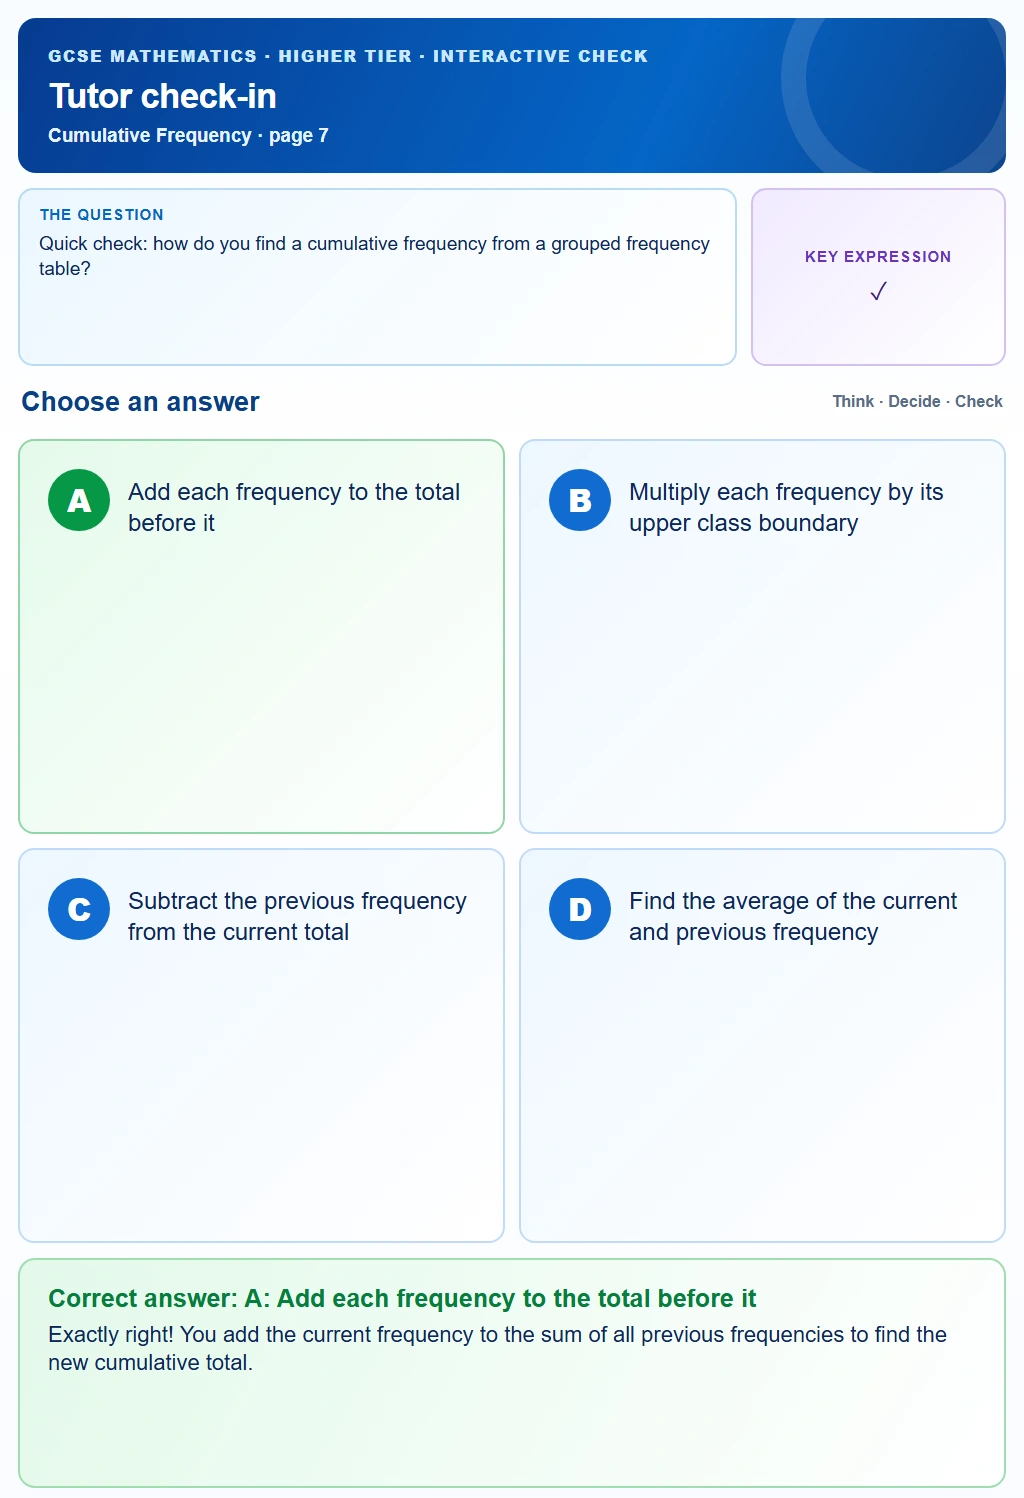 GCSE MATHEMATICS · HIGHER TIER · INTERACTIVE CHECK
Tutor check-in
Cumulative Frequency · page 7
THE QUESTION
Quick check: how do you find a cumulative frequency from a grouped frequency
table?
KEY EXPRESSION
✓
Choose an answer
Think · Decide · Check
A
Add each frequency to the total
before it
B
Multiply each frequency by its
upper class boundary
C
Subtract the previous frequency
from the current total
D
Find the average of the current
and previous frequency
Correct answer: A: Add each frequency to the total before it
Exactly right! You add the current frequency to the sum of all previous frequencies to find the
new cumulative total.